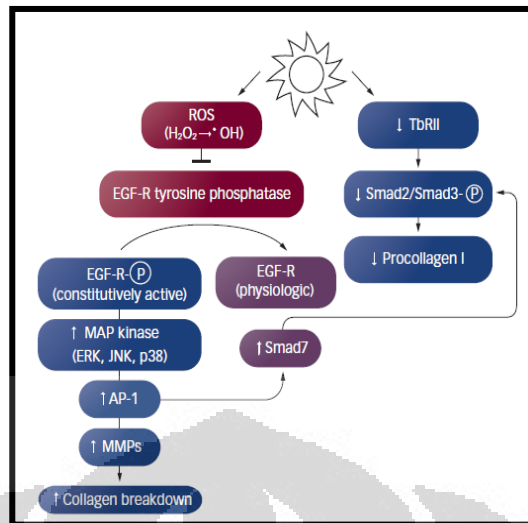 ROS
(H₂O₂→• OH)
↓ TbRII
EGF-R tyrosine phosphatase
↓ Smad2/Smad3-Ⓟ
EGF-R-Ⓟ
(constitutively active)
EGF-R
(physiologic)
↓ Procollagen I
↑ MAP kinase
(ERK, JNK, p38)
↑ Smad7
↑ AP-1
↑ MMPs
↑ Collagen breakdown